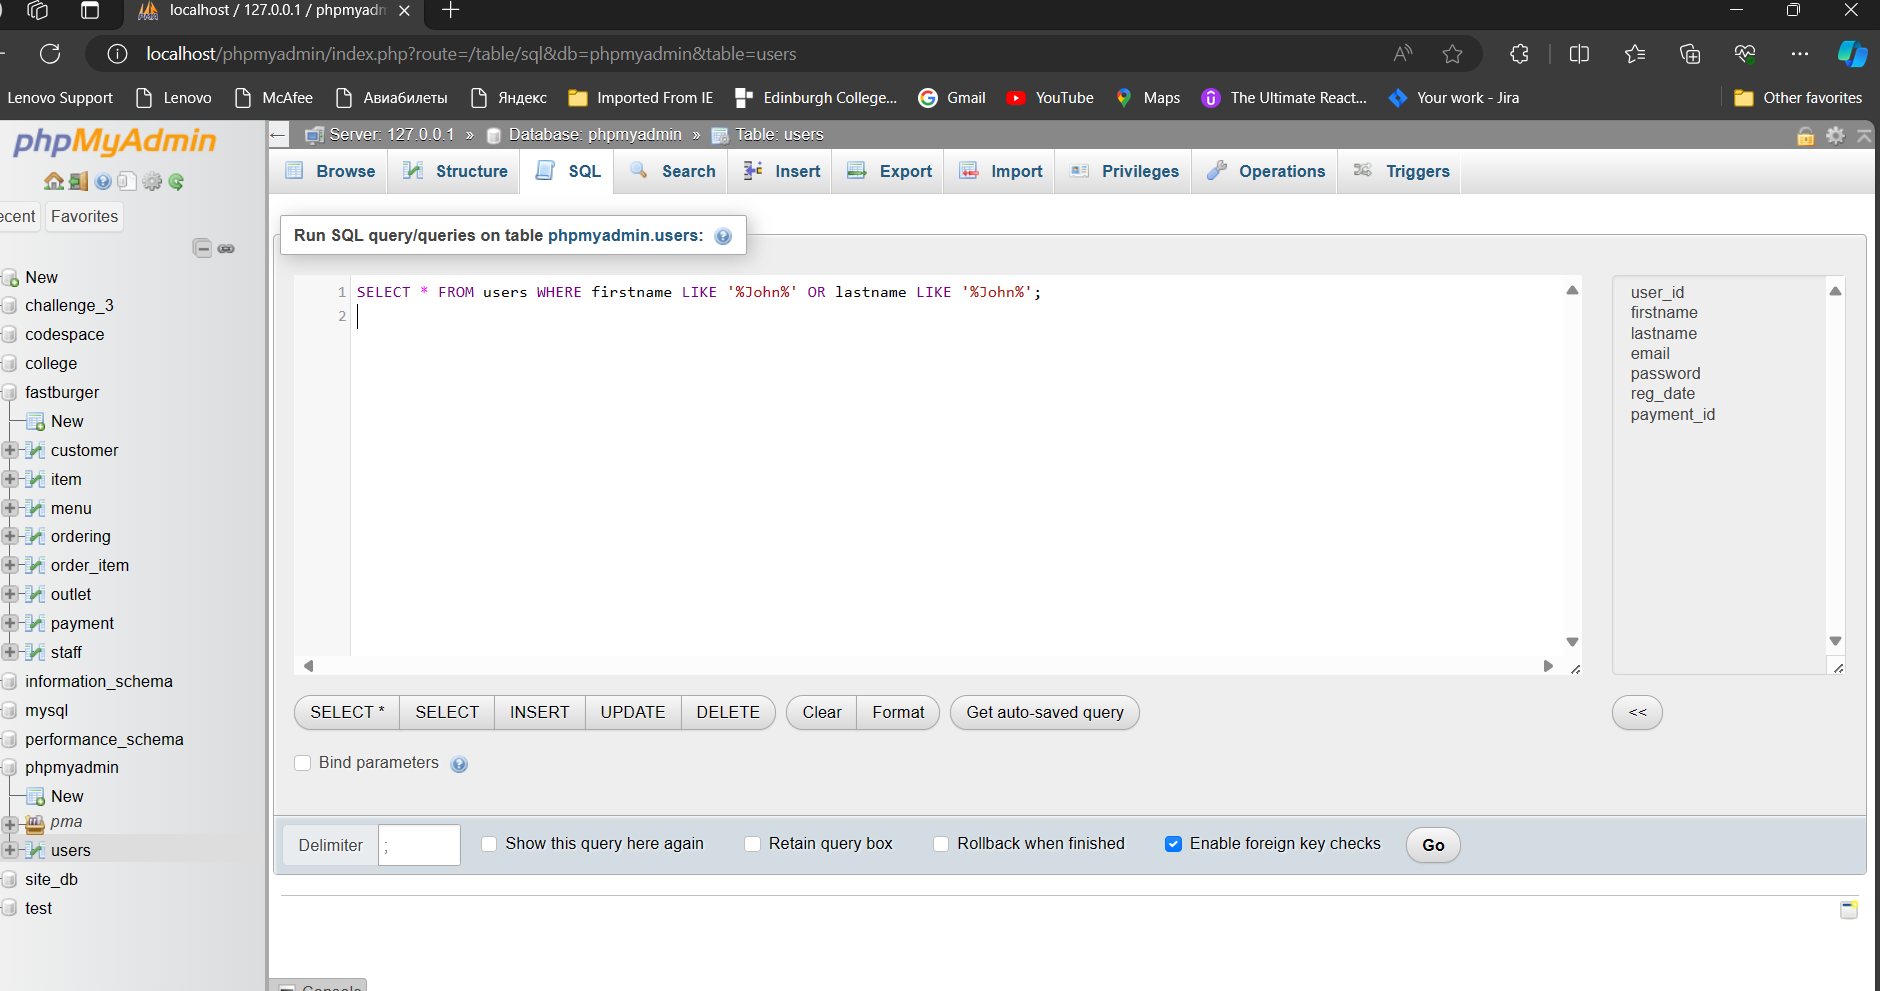 localhost / 127.0.0.1 / phpmyadm
localhost/phpmyadmin/index.php?route=/table/sql&db=phpmyadmin&table=users
Lenovo Support Lenovo McAfee Авиабилеты Яндекс Imported From IE Edinburgh College... Gmail YouTube Maps The Ultimate React... Your work - Jira Other favorites
phpMyAdmin
Server: 127.0.0.1 » Database: phpmyadmin » Table: users
Browse Structure SQL Search Insert Export Import Privileges Operations Triggers
ecent Favorites
Run SQL query/queries on table phpmyadmin.users:
New
challenge_3
codespace
college
fastburger
New
customer
item
menu
ordering
order_item
outlet
payment
staff
information_schema
mysql
performance_schema
phpmyadmin
New
pma
users
site_db
test
1 SELECT * FROM users WHERE firstname LIKE '%John%' OR lastname LIKE '%John%';
2
user_id
firstname
lastname
email
password
reg_date
payment_id
SELECT * SELECT INSERT UPDATE DELETE Clear Format Get auto-saved query <<
Bind parameters
Delimiter ; Show this query here again Retain query box Rollback when finished Enable foreign key checks Go
Console